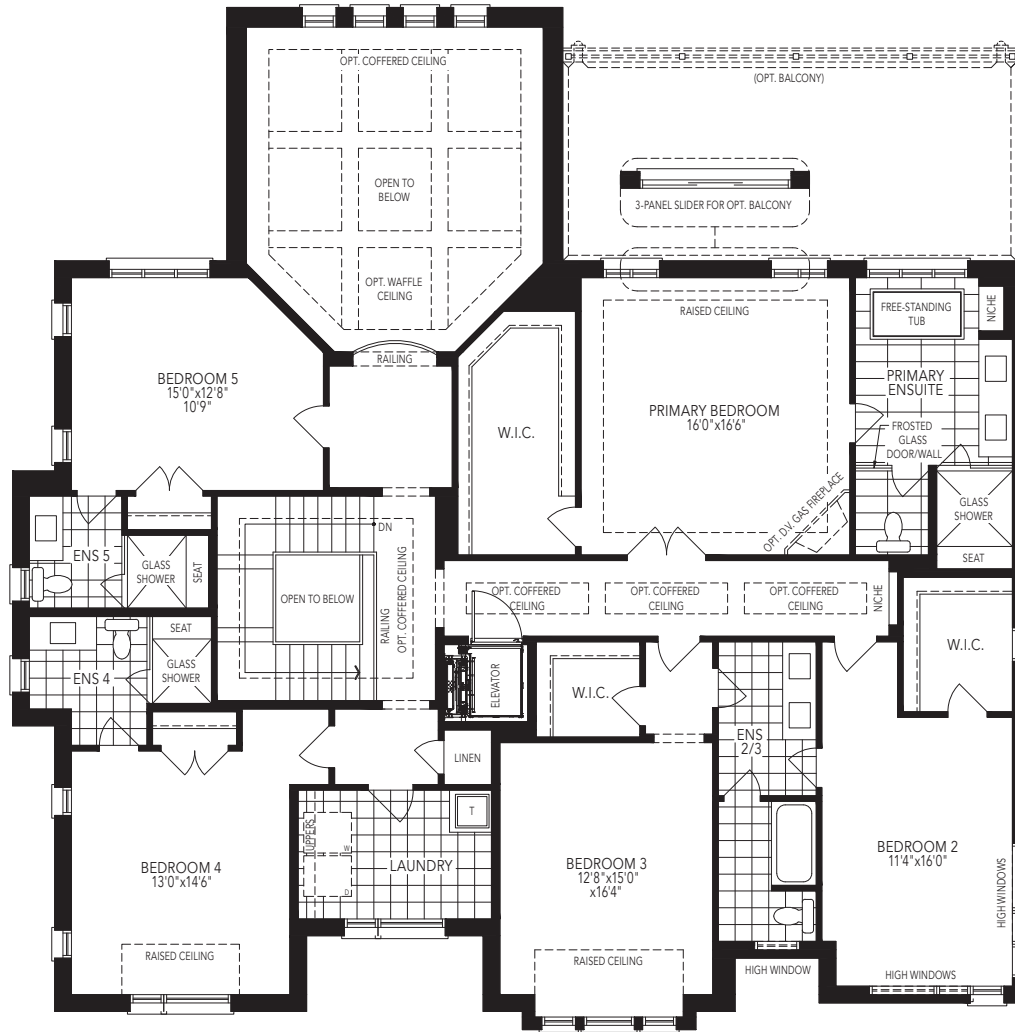 OPT. COFFERED CEILING
(OPT. BALCONY)
OPEN TO
BELOW
3-PANEL SLIDER FOR OPT. BALCONY
OPT. WAFFLE
CEILING
RAILING
RAISED CEILING
FREE-STANDING
TUB
NICHE
BEDROOM 5
15'0"x12'8"
10'9"
W.I.C.
PRIMARY BEDROOM
16'0"x16'6"
PRIMARY
ENSUITE
FROSTED
GLASS
DOOR/WALL
OPT. D.V. GAS FIREPLACE
GLASS
SHOWER
SEAT
DN
ENS 5
GLASS
SHOWER
SEAT
OPEN TO BELOW
RAILING
OPT. COFFERED CEILING
OPT. COFFERED
CEILING
OPT. COFFERED
CEILING
OPT. COFFERED
CEILING
NICHE
SEAT
GLASS
SHOWER
ENS 4
ELEVATOR
W.I.C.
W.I.C.
ENS
2/3
LINEN
T
UPPERS
W
D
LAUNDRY
BEDROOM 4
13'0"x14'6"
BEDROOM 3
12'8"x15'0"
x16'4"
BEDROOM 2
11'4"x16'0"
HIGH WINDOWS
RAISED CEILING
RAISED CEILING
HIGH WINDOW
HIGH WINDOWS